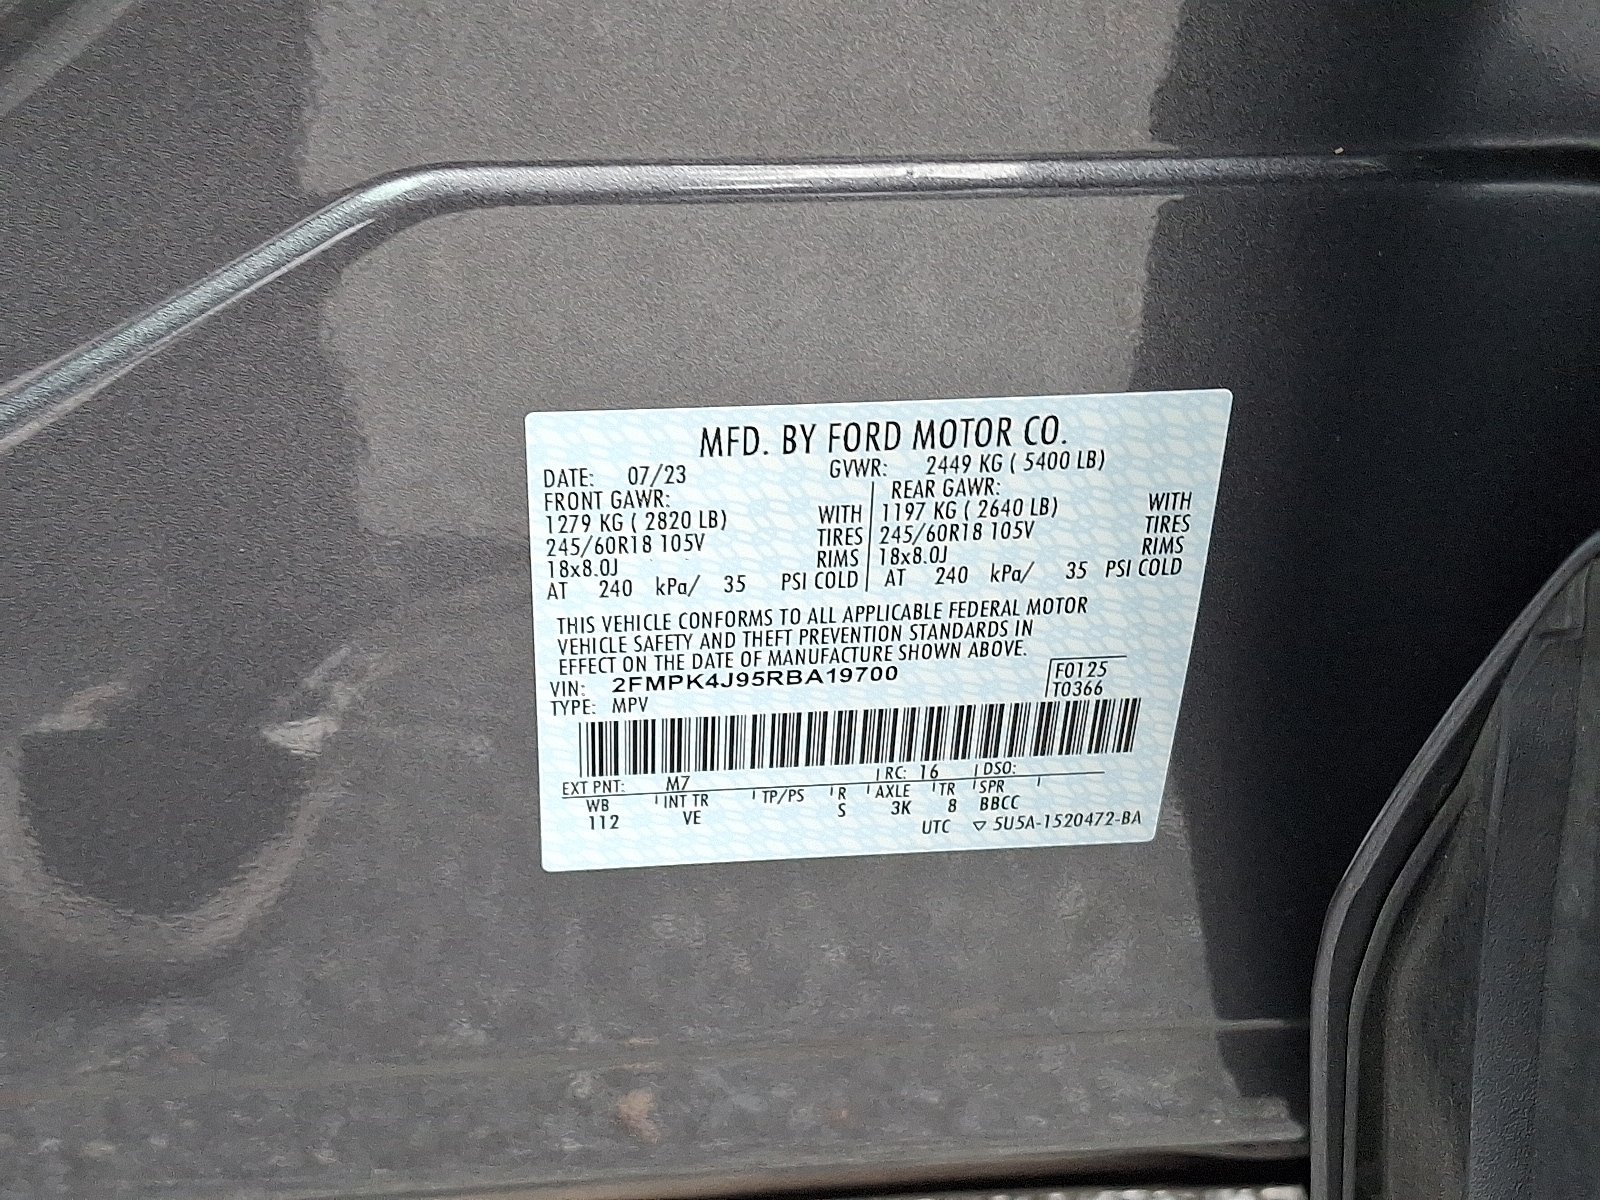 MFD. BY FORD MOTOR CO.
DATE: 07/23 GVWR: 2449 KG ( 5400 LB)
FRONT GAWR: REAR GAWR:
1279 KG ( 2820 LB) WITH 1197 KG ( 2640 LB) WITH
245/60R18 105V TIRES 245/60R18 105V TIRES
18x8.0J RIMS 18x8.0J RIMS
AT 240 kPa/ 35 PSI COLD AT 240 kPa/ 35 PSI COLD
THIS VEHICLE CONFORMS TO ALL APPLICABLE FEDERAL MOTOR
VEHICLE SAFETY AND THEFT PREVENTION STANDARDS IN
EFFECT ON THE DATE OF MANUFACTURE SHOWN ABOVE.
VIN: 2FMPK4J95RBA19700 F0125
TYPE: MPV T0366
EXT PNT: M7 RC: 16 DSO:
WB INT TR TP/PS R AXLE TR SPR
112 VE S 3K 8 BBCC
UTC ▽ 5U5A-1520472-BA